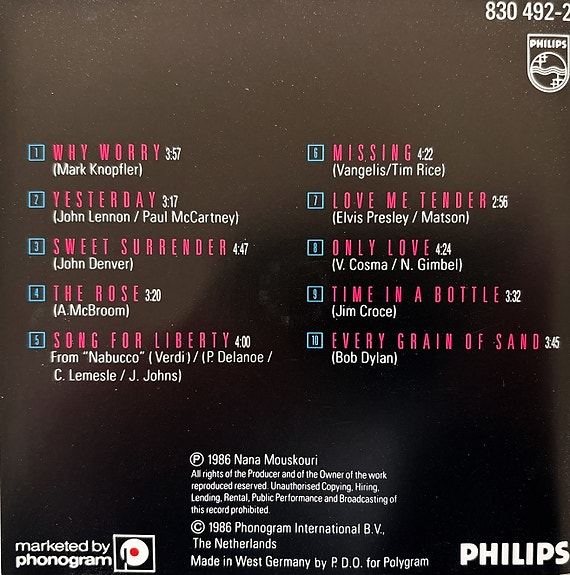 830 492-2
PHILIPS
1 WHY WORRY 3:57
(Mark Knopfler)
2 YESTERDAY 3:17
(John Lennon / Paul McCartney)
3 SWEET SURRENDER 4:47
(John Denver)
4 THE ROSE 3:20
(A.McBroom)
5 SONG FOR LIBERTY 4:00
From "Nabucco" (Verdi) / (P. Delanoe /
C. Lemesle / J. Johns)
6 MISSING 4:22
(Vangelis/Tim Rice)
7 LOVE ME TENDER 2:56
(Elvis Presley / Matson)
8 ONLY LOVE 4:24
(V. Cosma / N. Gimbel)
9 TIME IN A BOTTLE 3:32
(Jim Croce)
10 EVERY GRAIN OF SAND 3:45
(Bob Dylan)
Ⓟ 1986 Nana Mouskouri
All rights of the Producer and of the Owner of the work
reproduced reserved. Unauthorised Copying, Hiring,
Lending, Rental, Public Performance and Broadcasting of
this record prohibited.
© 1986 Phonogram International B.V.,
The Netherlands
Made in West Germany by P. D.O. for Polygram
marketed by
phonogram
PHILIPS